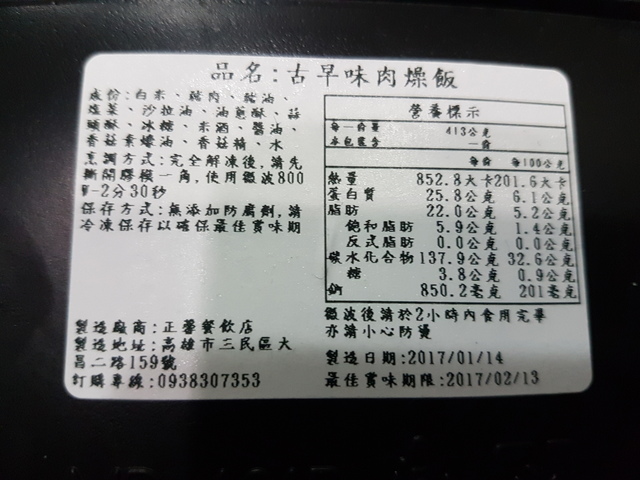 品名:古早味肉燥飯
成份:白米、豬肉、豬油、
蔭菜、沙拉油、油蔥酥、蒜
頭酥、冰糖、米酒、醬油、
香菇素蠔油、香菇精、水
烹調方式:完全解凍後,請先
撕開膠模一角,使用微波800
W-2分30秒
保存方式:無添加防腐劑,請
冷凍保存以確保最佳賞味期
製造廠商:正馨餐飲店
製造地址:高雄市三民區大
昌二路159號
訂購專線:0938307353
營養標示
每一份量 413公克
本包裝含 一份
每份 每100公克
熱量 852.8大卡 201.6大卡
蛋白質 25.8公克 6.1公克
脂肪 22.0公克 5.2公克
飽和脂肪 5.9公克 1.4公克
反式脂肪 0.0公克 0.0公克
碳水化合物 137.9公克 32.6公克
糖 3.8公克 0.9公克
鈉 850.2毫克 201毫克
微波後請於2小時內食用完畢
亦請小心防燙
製造日期:2017/01/14
最佳賞味期限:2017/02/13